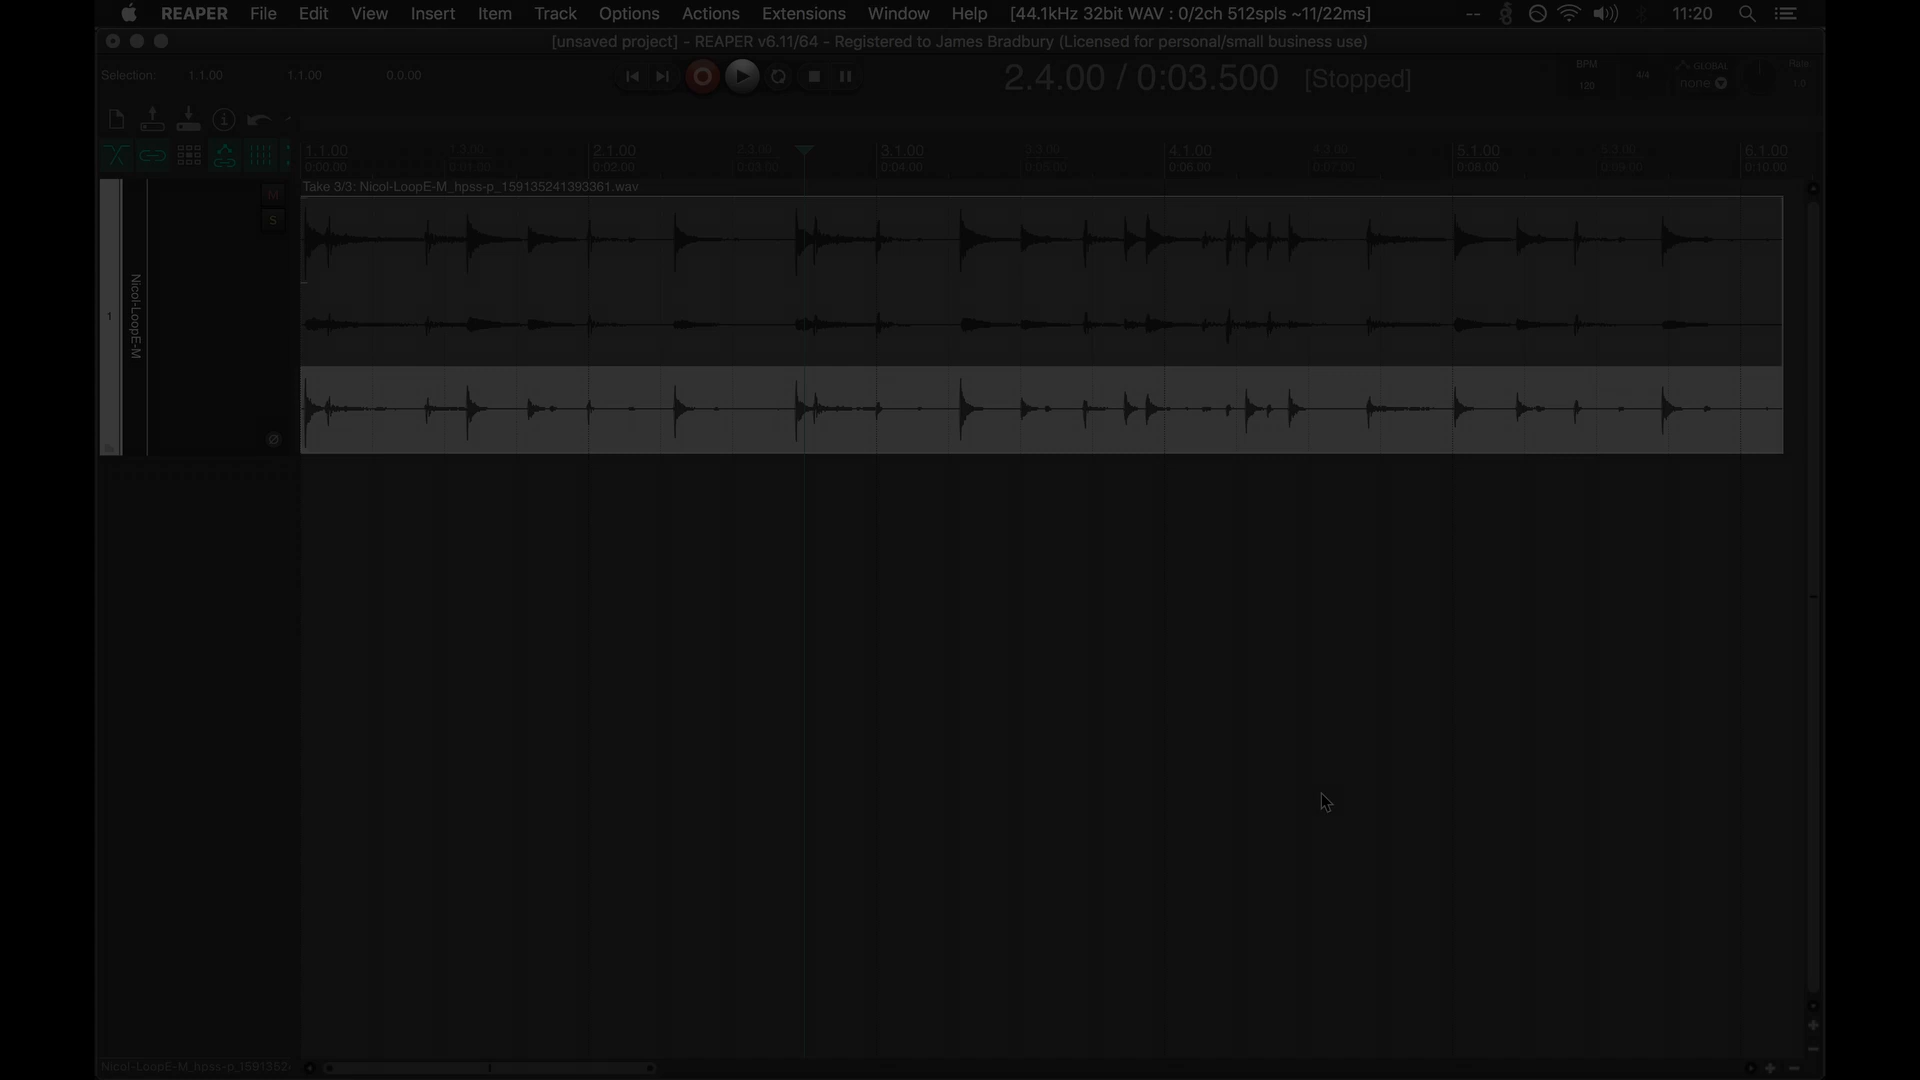 REAPER File Edit View Insert Item Track Options Actions Extensions Window Help [44.1kHz 32bit WAV : 0/2ch 512spls ~11/22ms] -- 11:20
[unsaved project] - REAPER v6.11/64 - Registered to James Bradbury (Licensed for personal/small business use)
Selection: 1.1.00 1.1.00 0.0.00
2.4.00 / 0:03.500 [Stopped]
BPM
120
4/4
GLOBAL
none
Rate
1.0
1.1.00 1.3.00 2.1.00 2.3.00 3.1.00 3.3.00 4.1.00 4.3.00 5.1.00 5.3.00 6.1.00
0:00.00 0:01.00 0:02.00 0:03.00 0:04.00 0:05.00 0:06.00 0:07.00 0:08.00 0:09.00 0:10.00
Take 3/3: Nicol-LoopE-M_hpss-p_159135241393361.wav
M
S
1
Nicol-LoopE-M
Nicol-LoopE-M_hpss-p_1591352